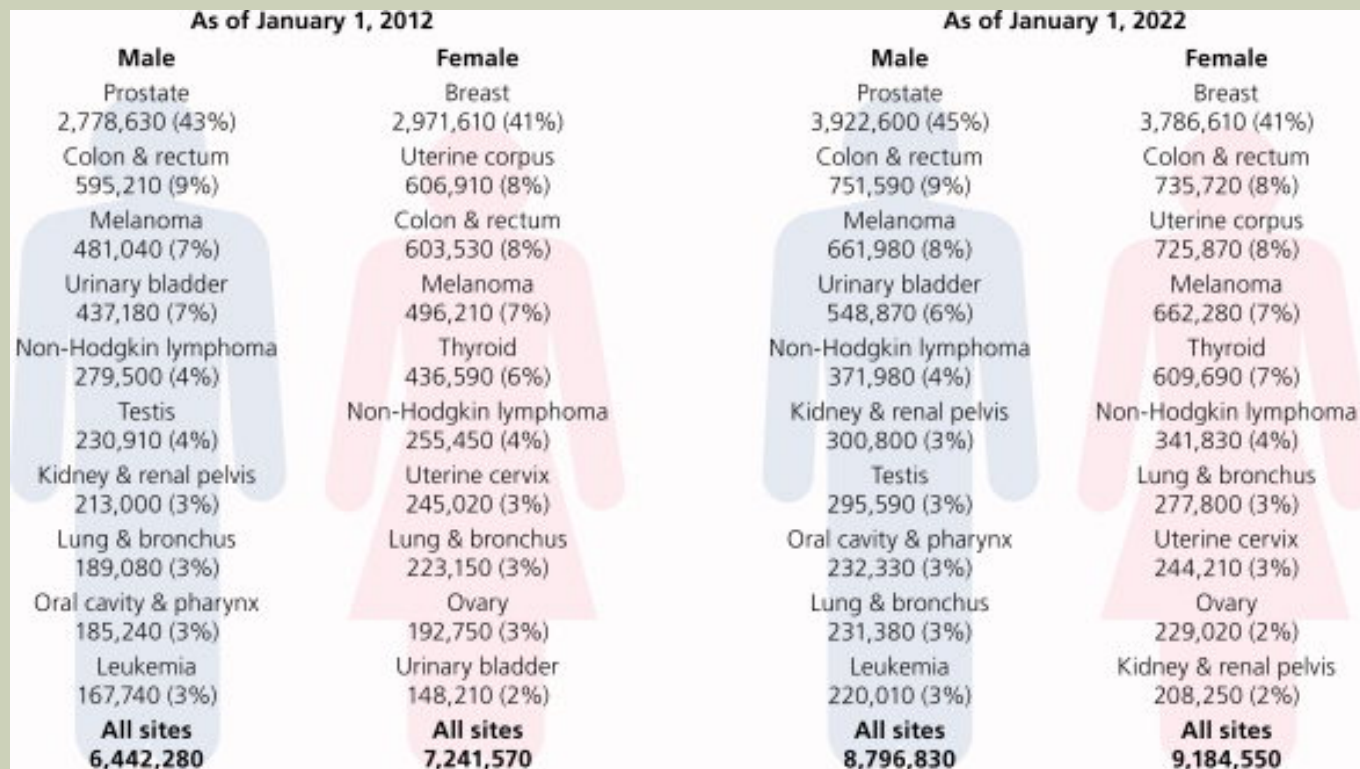 As of January 1, 2012
Male
Prostate
2,778,630 (43%)
Colon & rectum
595,210 (9%)
Melanoma
481,040 (7%)
Urinary bladder
437,180 (7%)
Non-Hodgkin lymphoma
279,500 (4%)
Testis
230,910 (4%)
Kidney & renal pelvis
213,000 (3%)
Lung & bronchus
189,080 (3%)
Oral cavity & pharynx
185,240 (3%)
Leukemia
167,740 (3%)
All sites
6,442,280
Female
Breast
2,971,610 (41%)
Uterine corpus
606,910 (8%)
Colon & rectum
603,530 (8%)
Melanoma
496,210 (7%)
Thyroid
436,590 (6%)
Non-Hodgkin lymphoma
255,450 (4%)
Uterine cervix
245,020 (3%)
Lung & bronchus
223,150 (3%)
Ovary
192,750 (3%)
Urinary bladder
148,210 (2%)
All sites
7,241,570
As of January 1, 2022
Male
Prostate
3,922,600 (45%)
Colon & rectum
751,590 (9%)
Melanoma
661,980 (8%)
Urinary bladder
548,870 (6%)
Non-Hodgkin lymphoma
371,980 (4%)
Kidney & renal pelvis
300,800 (3%)
Testis
295,590 (3%)
Oral cavity & pharynx
232,330 (3%)
Lung & bronchus
231,380 (3%)
Leukemia
220,010 (3%)
All sites
8,796,830
Female
Breast
3,786,610 (41%)
Colon & rectum
735,720 (8%)
Uterine corpus
725,870 (8%)
Melanoma
662,280 (7%)
Thyroid
609,690 (7%)
Non-Hodgkin lymphoma
341,830 (4%)
Lung & bronchus
277,800 (3%)
Uterine cervix
244,210 (3%)
Ovary
229,020 (2%)
Kidney & renal pelvis
208,250 (2%)
All sites
9,184,550